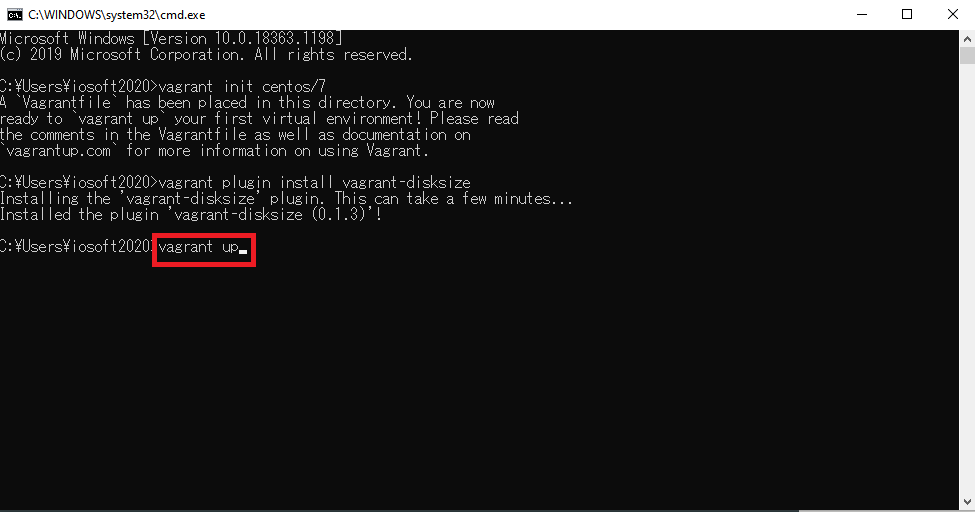 C:\WINDOWS\system32\cmd.exe
Microsoft Windows [Version 10.0.18363.1198]
(c) 2019 Microsoft Corporation. All rights reserved.
C:¥Users¥iosoft2020>vagrant init centos/7
A `Vagrantfile` has been placed in this directory. You are now
ready to `vagrant up` your first virtual environment! Please read
the comments in the Vagrantfile as well as documentation on
`vagrantup.com` for more information on using Vagrant.
C:¥Users¥iosoft2020>vagrant plugin install vagrant-disksize
Installing the 'vagrant-disksize' plugin. This can take a few minutes...
Installed the plugin 'vagrant-disksize (0.1.3)'!
C:¥Users¥iosoft2020>vagrant up